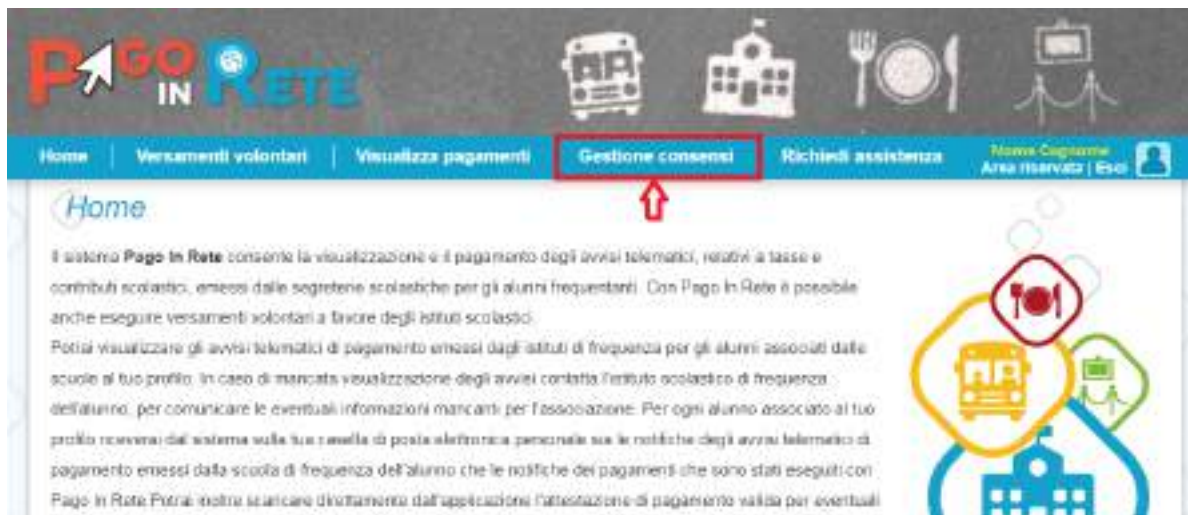 PAGO IN RETE
Home | Versamenti volontari | Visualizza pagamenti Gestione consensi Richiedi assistenza Nome Cognome
Area riservata | Esci
Home
Il sistema Pago In Rete consente la visualizzazione e il pagamento degli avvisi telematici, relativi a tasse e
contributi scolastici, emessi dalle segreterie scolastiche per gli alunni frequentanti. Con Pago In Rete è possibile
anche eseguire versamenti volontari a favore degli istituti scolastici.
Potrai visualizzare gli avvisi telematici di pagamento emessi dagli istituti di frequenza per gli alunni associati dalle
scuole al tuo profilo. In caso di mancata visualizzazione degli avvisi contatta l'istituto scolastico di frequenza
dell'alunno, per comunicare le eventuali informazioni mancanti per l'associazione. Per ogni alunno associato al tuo
profilo riceverai dal sistema sulla tua casella di posta elettronica personale sia le notifiche degli avvisi telematici di
pagamento emessi dalla scuola di frequenza dell'alunno che le notifiche dei pagamenti che sono stati eseguiti con
Pago In Rete Potrai inoltre scaricare direttamente dall'applicazione l'attestazione di pagamento valida per eventuali